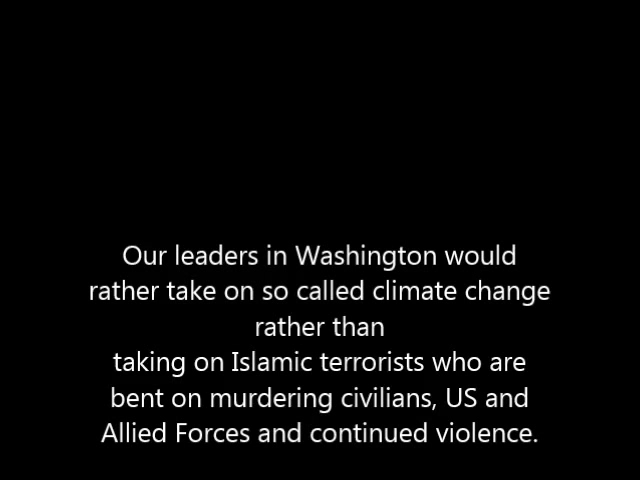 Our leaders in Washington would
rather take on so called climate change
rather than
taking on Islamic terrorists who are
bent on murdering civilians, US and
Allied Forces and continued violence.